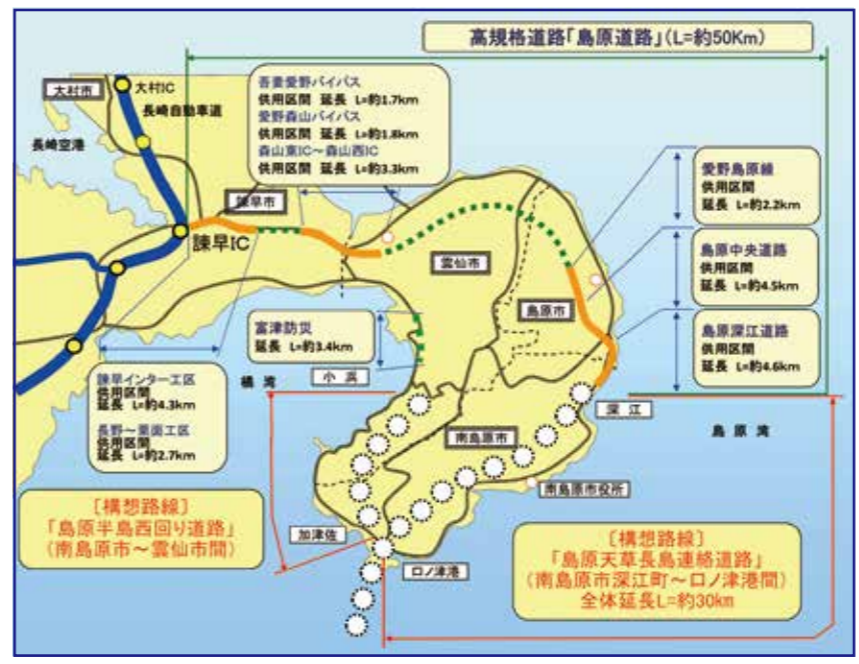 高規格道路「島原道路」(L=約50Km)
大村市
大村IC
長崎自動車道
長崎空港
吾妻愛野バイパス
供用区間 延長 L=約1.7km
愛野森山バイパス
供用区間 延長 L=約1.8km
森山東IC～森山西IC
供用区間 延長 L=約3.3km
諫早市
諫早IC
愛野島原線
供用区間
延長 L=約2.2km
雲仙市
島原中央道路
供用区間
延長 L=約4.5km
島原市
富津防災
延長 L=約3.4km
島原深江道路
供用区間
延長 L=約4.6km
諫早インター工区
供用区間
延長 L=約4.3km
長野～栗面工区
供用区間
延長 L=約2.7km
橘湾
小浜
深江
島原湾
南島原市
南島原市役所
〔構想路線〕
「島原半島西回り道路」
(南島原市～雲仙市間)
加津佐
口ノ津港
〔構想路線〕
「島原天草長島連絡道路」
(南島原市深江町～口ノ津港間)
全体延長L=約30km